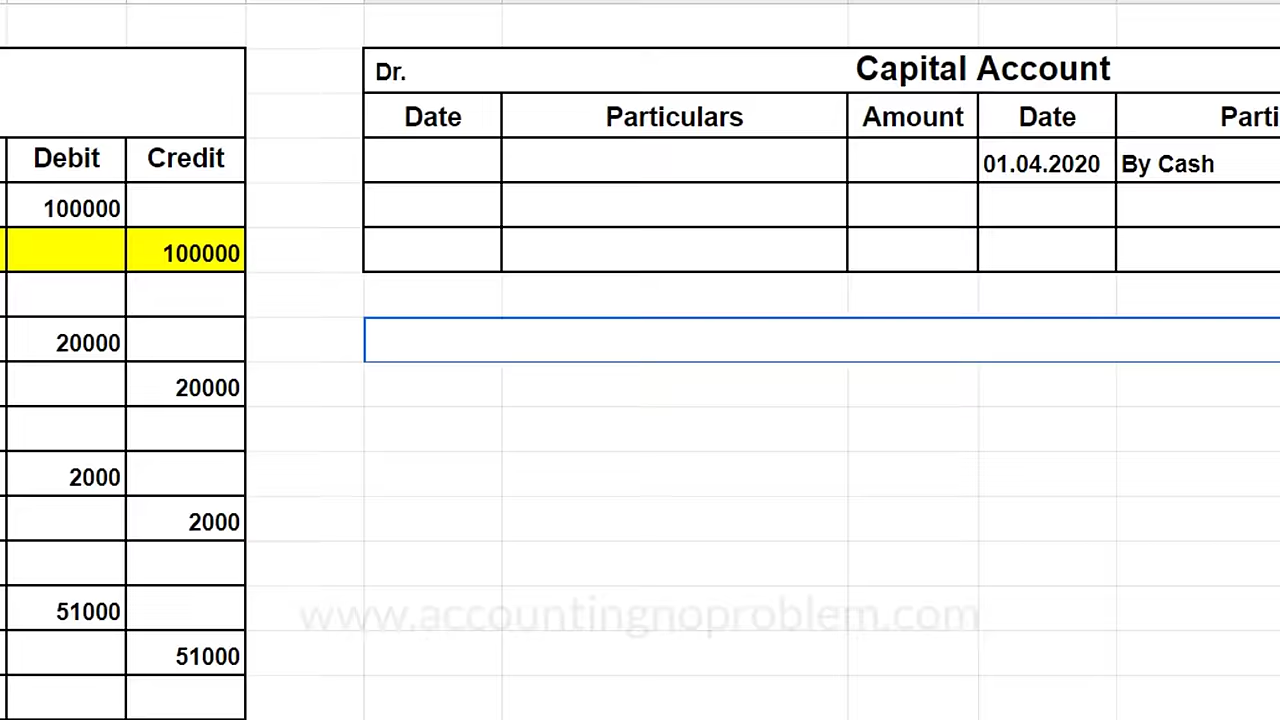 Dr. Capital Account
Date Particulars Amount Date Parti
Debit Credit
01.04.2020 By Cash
100000
100000
20000
20000
2000
2000
51000
www.accountingnoproblem.com
51000